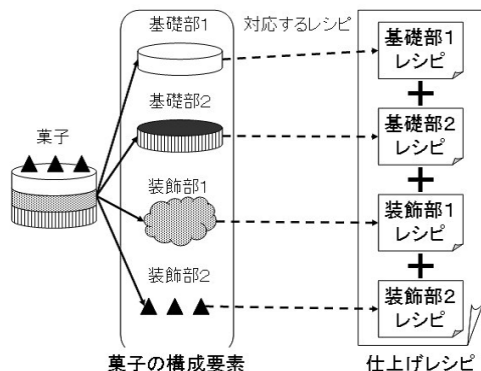 基礎部1
対応するレシピ
基礎部1
レシピ
+
基礎部2
基礎部2
レシピ
+
菓子
装飾部1
装飾部1
レシピ
+
装飾部2
装飾部2
レシピ
菓子の構成要素
仕上げレシピ